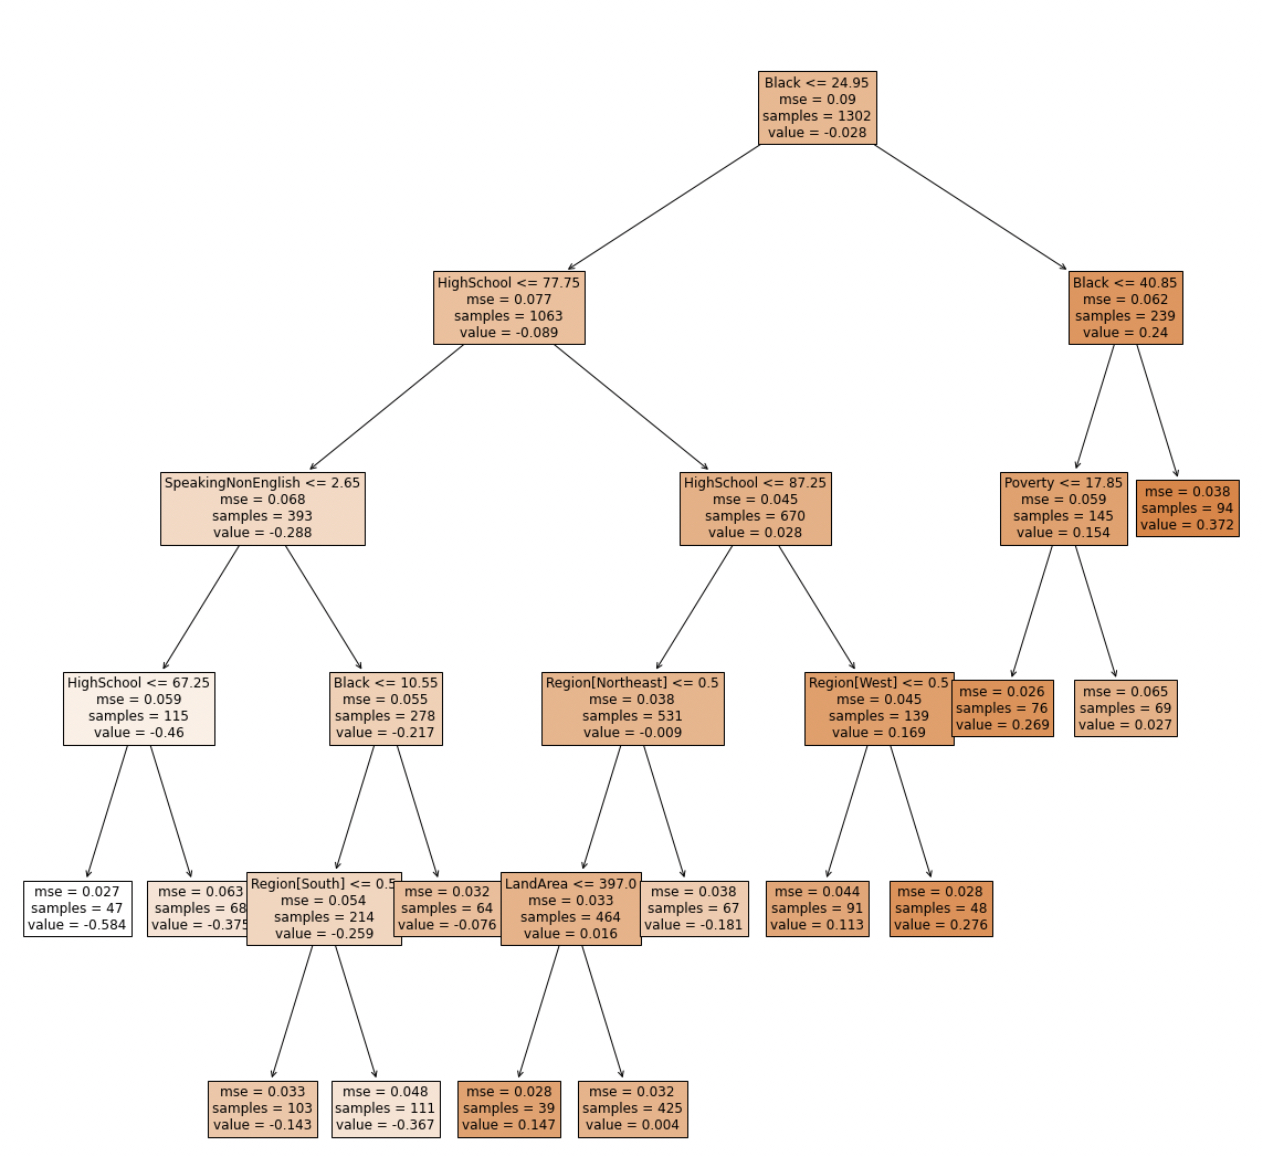 Black <= 24.95
mse = 0.09
samples = 1302
value = -0.028
HighSchool <= 77.75
mse = 0.077
samples = 1063
value = -0.089
Black <= 40.85
mse = 0.062
samples = 239
value = 0.24
SpeakingNonEnglish <= 2.65
mse = 0.068
samples = 393
value = -0.288
HighSchool <= 87.25
mse = 0.045
samples = 670
value = 0.028
Poverty <= 17.85
mse = 0.059
samples = 145
value = 0.154
mse = 0.038
samples = 94
value = 0.372
HighSchool <= 67.25
mse = 0.059
samples = 115
value = -0.46
Black <= 10.55
mse = 0.055
samples = 278
value = -0.217
Region[Northeast] <= 0.5
mse = 0.038
samples = 531
value = -0.009
Region[West] <= 0.5
mse = 0.045
samples = 139
value = 0.169
mse = 0.026
samples = 76
value = 0.269
mse = 0.065
samples = 69
value = 0.027
mse = 0.027
samples = 47
value = -0.584
mse = 0.063
samples = 68
value = -0.375
Region[South] <= 0.5
mse = 0.054
samples = 214
value = -0.259
mse = 0.032
samples = 64
value = -0.076
LandArea <= 397.0
mse = 0.033
samples = 464
value = 0.016
mse = 0.038
samples = 67
value = -0.181
mse = 0.044
samples = 91
value = 0.113
mse = 0.028
samples = 48
value = 0.276
mse = 0.033
samples = 103
value = -0.143
mse = 0.048
samples = 111
value = -0.367
mse = 0.028
samples = 39
value = 0.147
mse = 0.032
samples = 425
value = 0.004